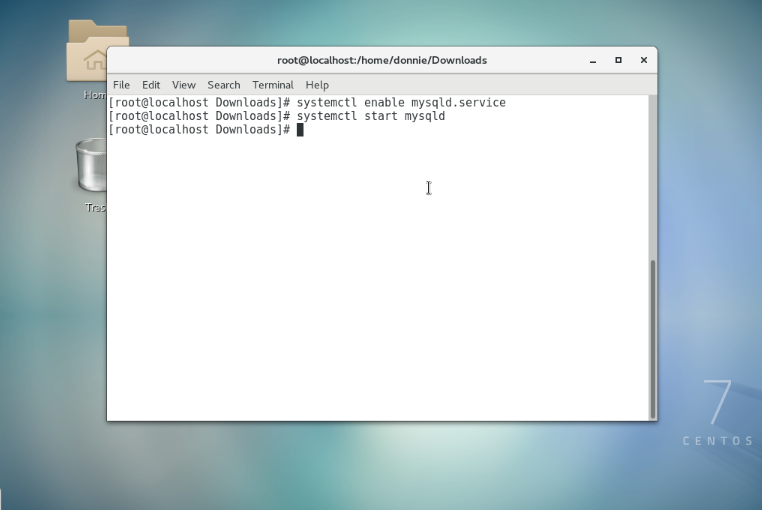 root@localhost:/home/donnie/Downloads
File Edit View Search Terminal Help
[root@localhost Downloads]# systemctl enable mysqld.service
[root@localhost Downloads]# systemctl start mysqld
[root@localhost Downloads]#
Hom
Tras
7
CENTOS